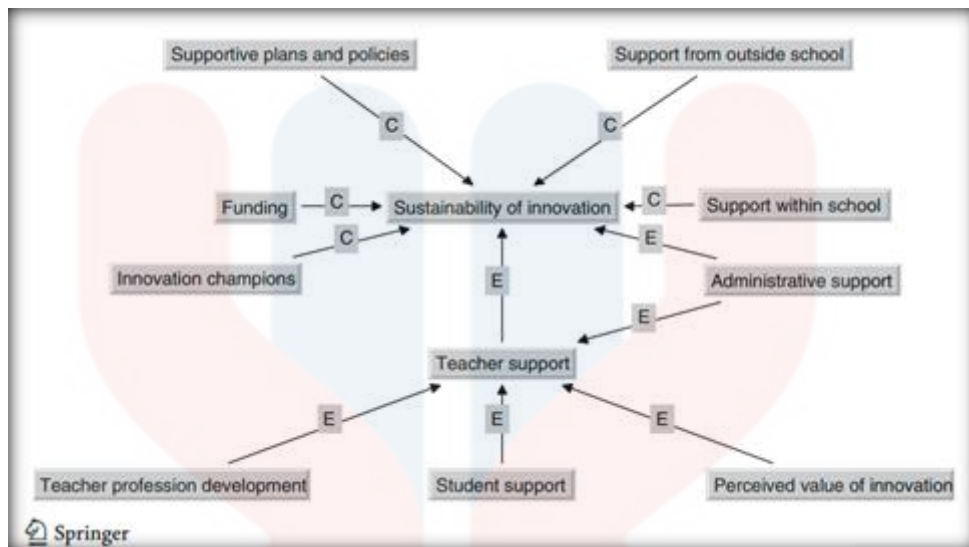 Supportive plans and policies
Support from outside school
C
C
Funding
C
Sustainability of innovation
C
Support within school
C
E
Innovation champions
E
Administrative support
E
Teacher support
E
E
E
Teacher profession development
Student support
Perceived value of innovation
Springer